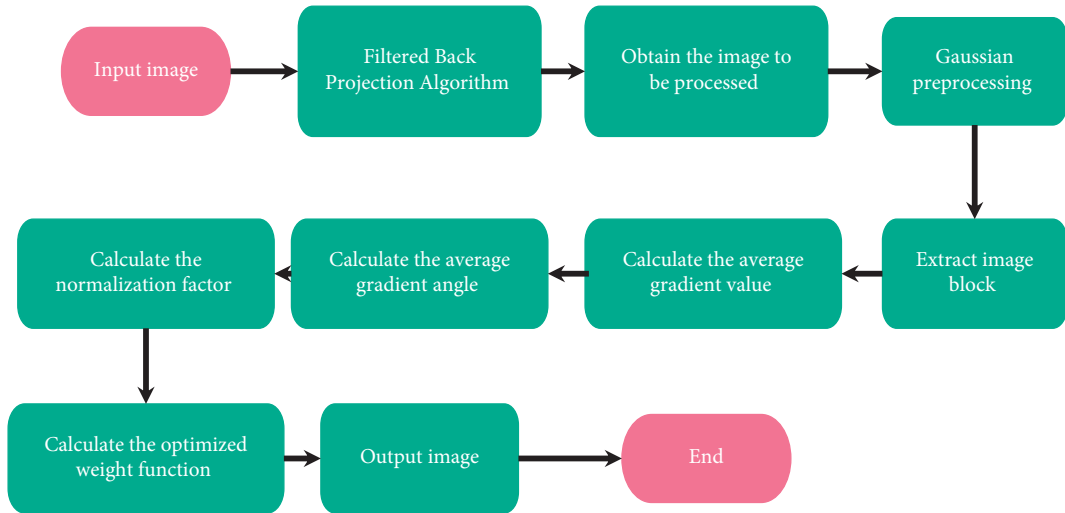 Input image
Filtered Back
Projection Algorithm
Obtain the image to
be processed
Gaussian
preprocessing
Extract image
block
Calculate the average
gradient value
Calculate the average
gradient angle
Calculate the
normalization factor
Calculate the optimized
weight function
Output image
End